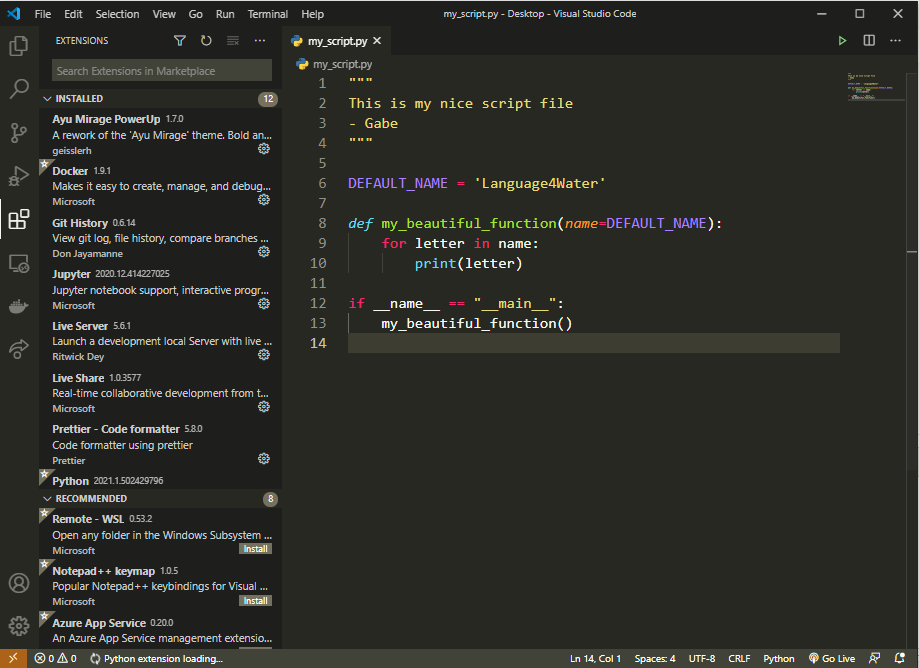 File Edit Selection View Go Run Terminal Help my_script.py - Desktop - Visual Studio Code
EXTENSIONS
Search Extensions in Marketplace
INSTALLED 12
Ayu Mirage PowerUp 1.7.0
A rework of the 'Ayu Mirage' theme. Bold an...
geisslerh
Docker 1.9.1
Makes it easy to create, manage, and debug...
Microsoft
Git History 0.6.14
View git log, file history, compare branches ...
Don Jayamanne
Jupyter 2020.12.414227025
Jupyter notebook support, interactive progr...
Microsoft
Live Server 5.6.1
Launch a development local Server with live ...
Ritwick Dey
Live Share 1.0.3577
Real-time collaborative development from t...
Microsoft
Prettier - Code formatter 5.8.0
Code formatter using prettier
Prettier
Python 2021.1.502429796
RECOMMENDED 8
Remote - WSL 0.53.2
Open any folder in the Windows Subsystem ...
Microsoft Install
Notepad++ keymap 1.0.5
Popular Notepad++ keybindings for Visual ...
Microsoft Install
Azure App Service 0.20.0
An Azure App Service management extensio...
my_script.py
my_script.py
1 """
2 This is my nice script file
3 - Gabe
4 """
5
6 DEFAULT_NAME = 'Language4Water'
7
8 def my_beautiful_function(name=DEFAULT_NAME):
9 for letter in name:
10 print(letter)
11
12 if __name__ == "__main__":
13 my_beautiful_function()
14
0 0 Python extension loading... Ln 14, Col 1 Spaces: 4 UTF-8 CRLF Python Go Live